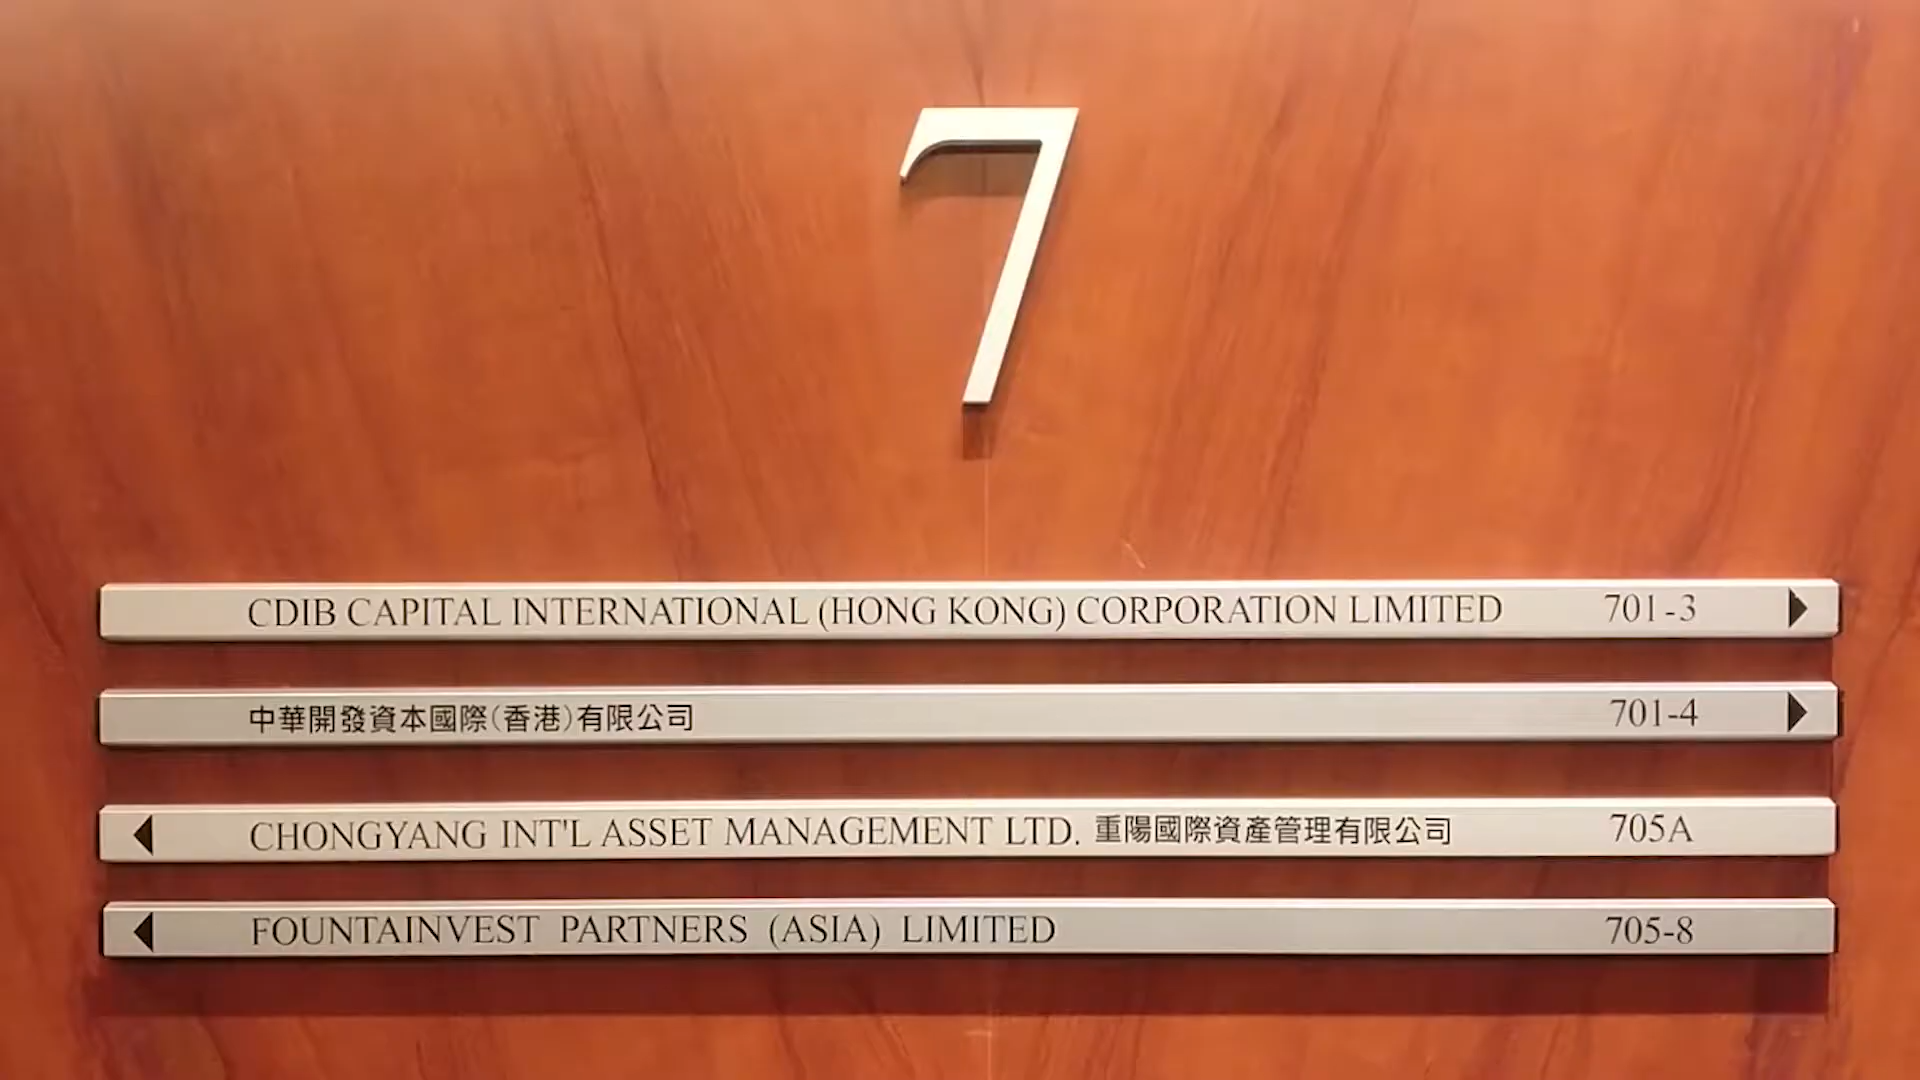 7
CDIB CAPITAL INTERNATIONAL (HONG KONG) CORPORATION LIMITED 701-3
中華開發資本國際(香港)有限公司 701-4
CHONGYANG INT'L ASSET MANAGEMENT LTD. 重陽國際資產管理有限公司 705A
FOUNTAINVEST PARTNERS (ASIA) LIMITED 705-8